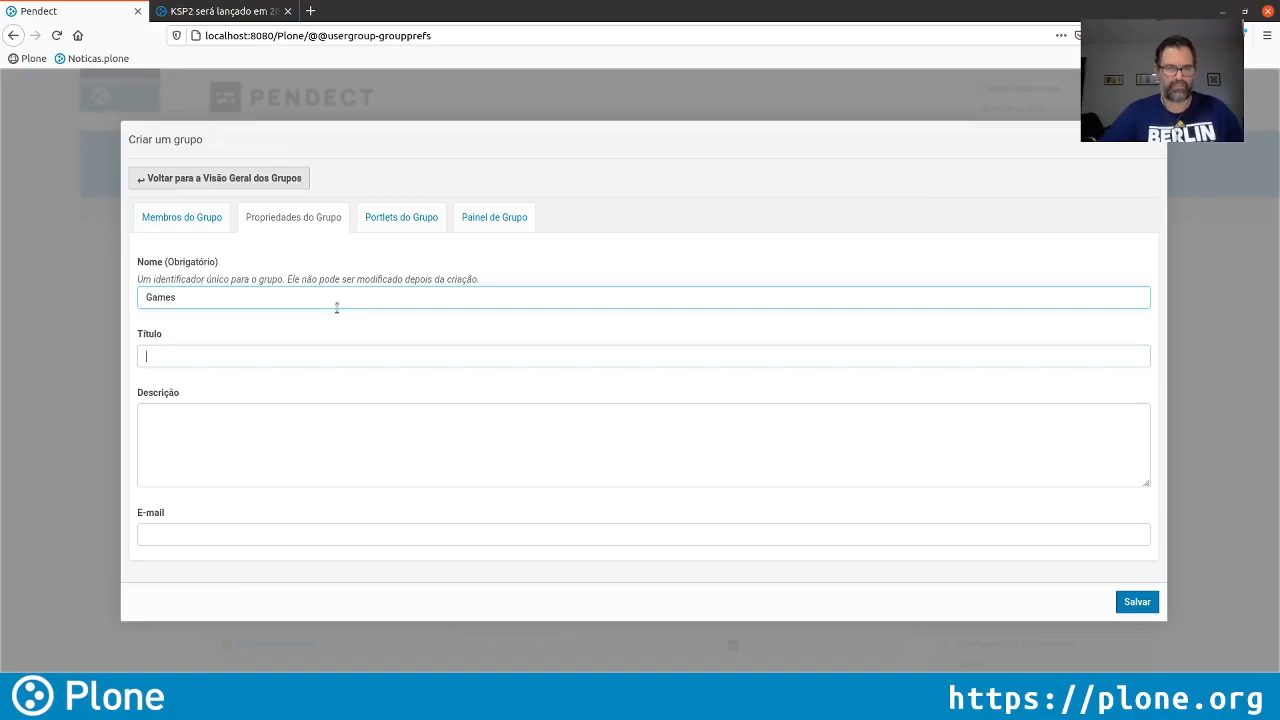 Pendect
KSP2 será lançado em 20
localhost:8080/Plone/@@usergroup-groupprefs
Plone
Noticas.plone
PENDECT
BERLIN
Criar um grupo
Voltar para a Visão Geral dos Grupos
Membros do Grupo
Propriedades do Grupo
Portlets do Grupo
Painel de Grupo
Nome (Obrigatório)
Um identificador único para o grupo. Ele não pode ser modificado depois da criação.
Games
Título
Descrição
E-mail
Salvar
Plone
https://plone.org